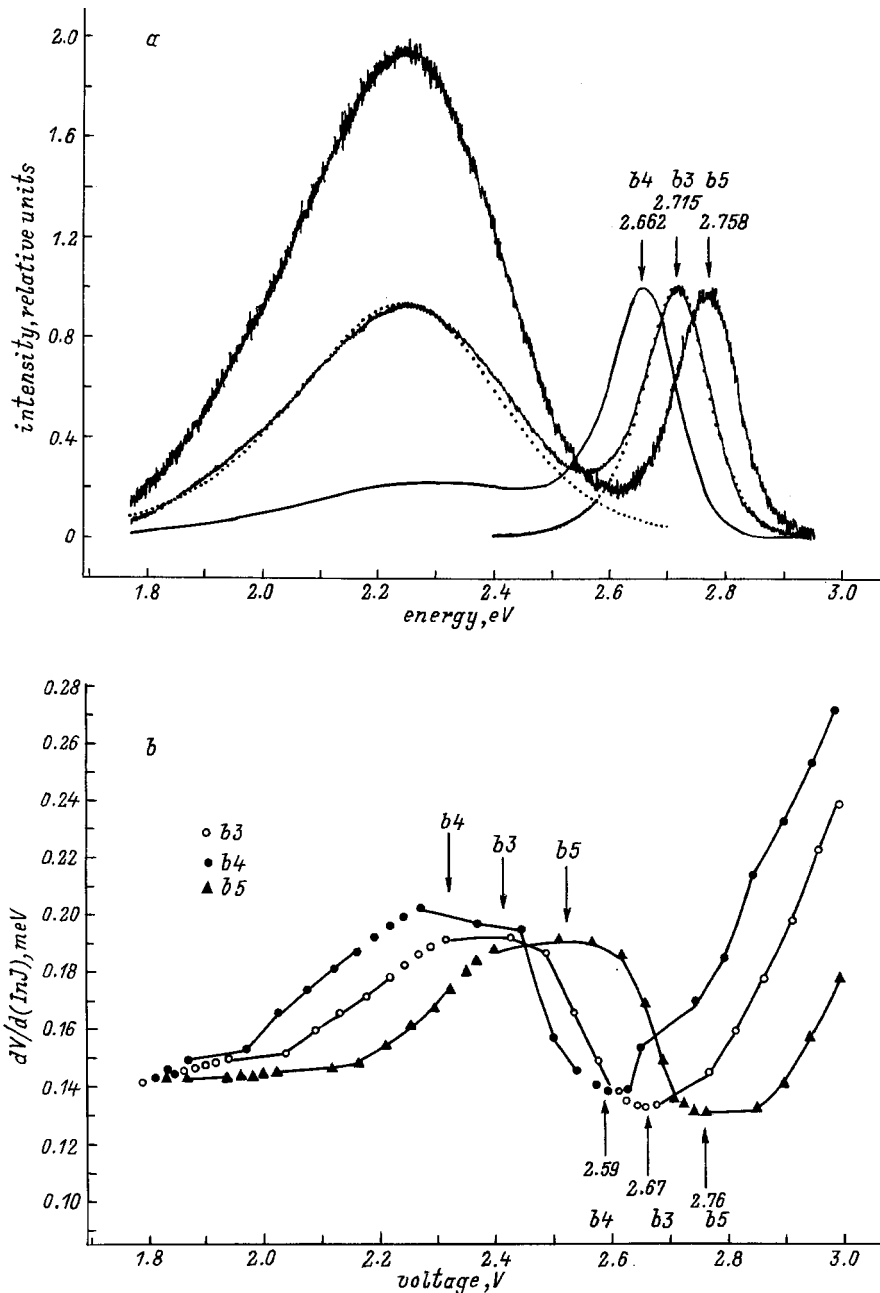 a
2.0
1.6
1.2
0.8
0.4
0
intensity, relative units
b4 b3 b5
2.715
2.662 2.758
1.8 2.0 2.2 2.4 2.6 2.8 3.0
energy, eV
b
0.28
0.26
0.24
0.22
0.20
0.18
0.16
0.14
0.12
0.10
dV/d(lnJ), meV
b3
b4
b5
b4
b3
b5
2.59
2.67
2.76
b4 b3 b5
1.8 2.0 2.2 2.4 2.6 2.8 3.0
voltage, V